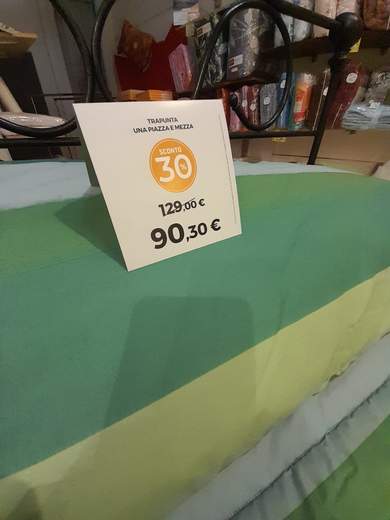 TRAPUNTA
UNA PIAZZA E MEZZA
SCONTO
30%
129,00 €
90,30 €